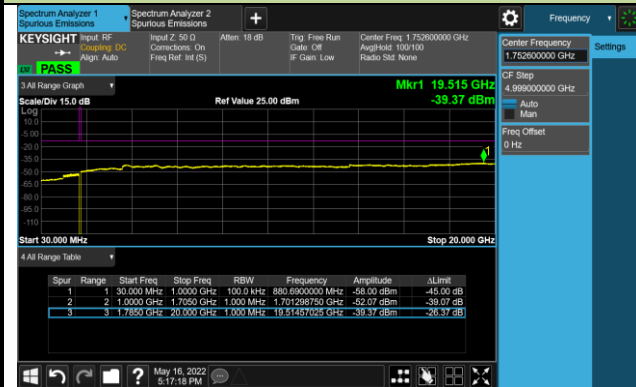 Spectrum Analyzer 1
Spurious Emissions
Spectrum Analyzer 2
Spurious Emissions
+
Frequency
KEYSIGHT
Input: RF
Coupling: DC
Align: Auto
Input Z: 50 Ω
Corrections: On
Freq Ref: Int (S)
Atten: 18 dB
Trig: Free Run
Gate: Off
IF Gain: Low
Center Freq: 1.752600000 GHz
Avg|Hold: 100/100
Radio Std: None
PASS
Center Frequency
1.752600000 GHz
Settings
CF Step
4.999000000 GHz
Auto
Man
Freq Offset
0 Hz
3 All Range Graph
Mkr1 19.515 GHz
-39.37 dBm
Scale/Div 15.0 dB
Ref Value 25.00 dBm
Log
10.0
-5.00
-20.0
-35.0
-50.0
-65.0
-80.0
-95.0
-110
1
Start 30.000 MHz
Stop 20.000 GHz
4 All Range Table
Spur Range Start Freq Stop Freq RBW Frequency Amplitude ΔLimit
1 1 30.000 MHz 1.0000 GHz 100.0 kHz 880.6900000 MHz -58.00 dBm -45.00 dB
2 2 1.0000 GHz 1.7050 GHz 1.000 MHz 1.701298750 GHz -52.07 dBm -39.07 dB
3 3 1.7850 GHz 20.000 GHz 1.000 MHz 19.51457025 GHz -39.37 dBm -26.37 dB
?
May 16, 2022
5:17:18 PM